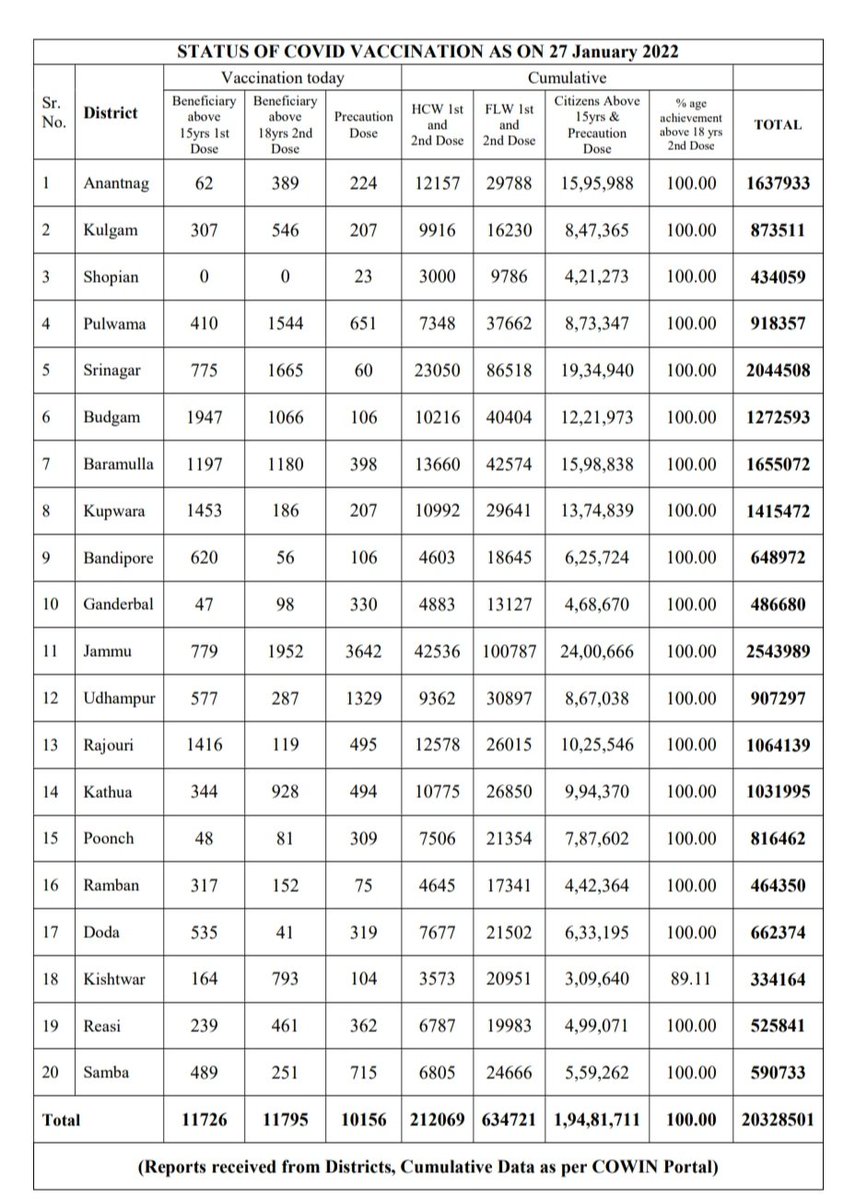 STATUS OF COVID VACCINATION AS ON 27 January 2022
Sr. No. District Vaccination today Cumulative TOTAL
Beneficiary above 15yrs 1st Dose Beneficiary above 18yrs 2nd Dose Precaution Dose HCW 1st and 2nd Dose FLW 1st and 2nd Dose Citizens Above 15yrs & Precaution Dose % age achievement above 18 yrs 2nd Dose
1 Anantnag 62 389 224 12157 29788 15,95,988 100.00 1637933
2 Kulgam 307 546 207 9916 16230 8,47,365 100.00 873511
3 Shopian 0 0 23 3000 9786 4,21,273 100.00 434059
4 Pulwama 410 1544 651 7348 37662 8,73,347 100.00 918357
5 Srinagar 775 1665 60 23050 86518 19,34,940 100.00 2044508
6 Budgam 1947 1066 106 10216 40404 12,21,973 100.00 1272593
7 Baramulla 1197 1180 398 13660 42574 15,98,838 100.00 1655072
8 Kupwara 1453 186 207 10992 29641 13,74,839 100.00 1415472
9 Bandipore 620 56 106 4603 18645 6,25,724 100.00 648972
10 Ganderbal 47 98 330 4883 13127 4,68,670 100.00 486680
11 Jammu 779 1952 3642 42536 100787 24,00,666 100.00 2543989
12 Udhampur 577 287 1329 9362 30897 8,67,038 100.00 907297
13 Rajouri 1416 119 495 12578 26015 10,25,546 100.00 1064139
14 Kathua 344 928 494 10775 26850 9,94,370 100.00 1031995
15 Poonch 48 81 309 7506 21354 7,87,602 100.00 816462
16 Ramban 317 152 75 4645 17341 4,42,364 100.00 464350
17 Doda 535 41 319 7677 21502 6,33,195 100.00 662374
18 Kishtwar 164 793 104 3573 20951 3,09,640 89.11 334164
19 Reasi 239 461 362 6787 19983 4,99,071 100.00 525841
20 Samba 489 251 715 6805 24666 5,59,262 100.00 590733
Total 11726 11795 10156 212069 634721 1,94,81,711 100.00 20328501
(Reports received from Districts, Cumulative Data as per COWIN Portal)